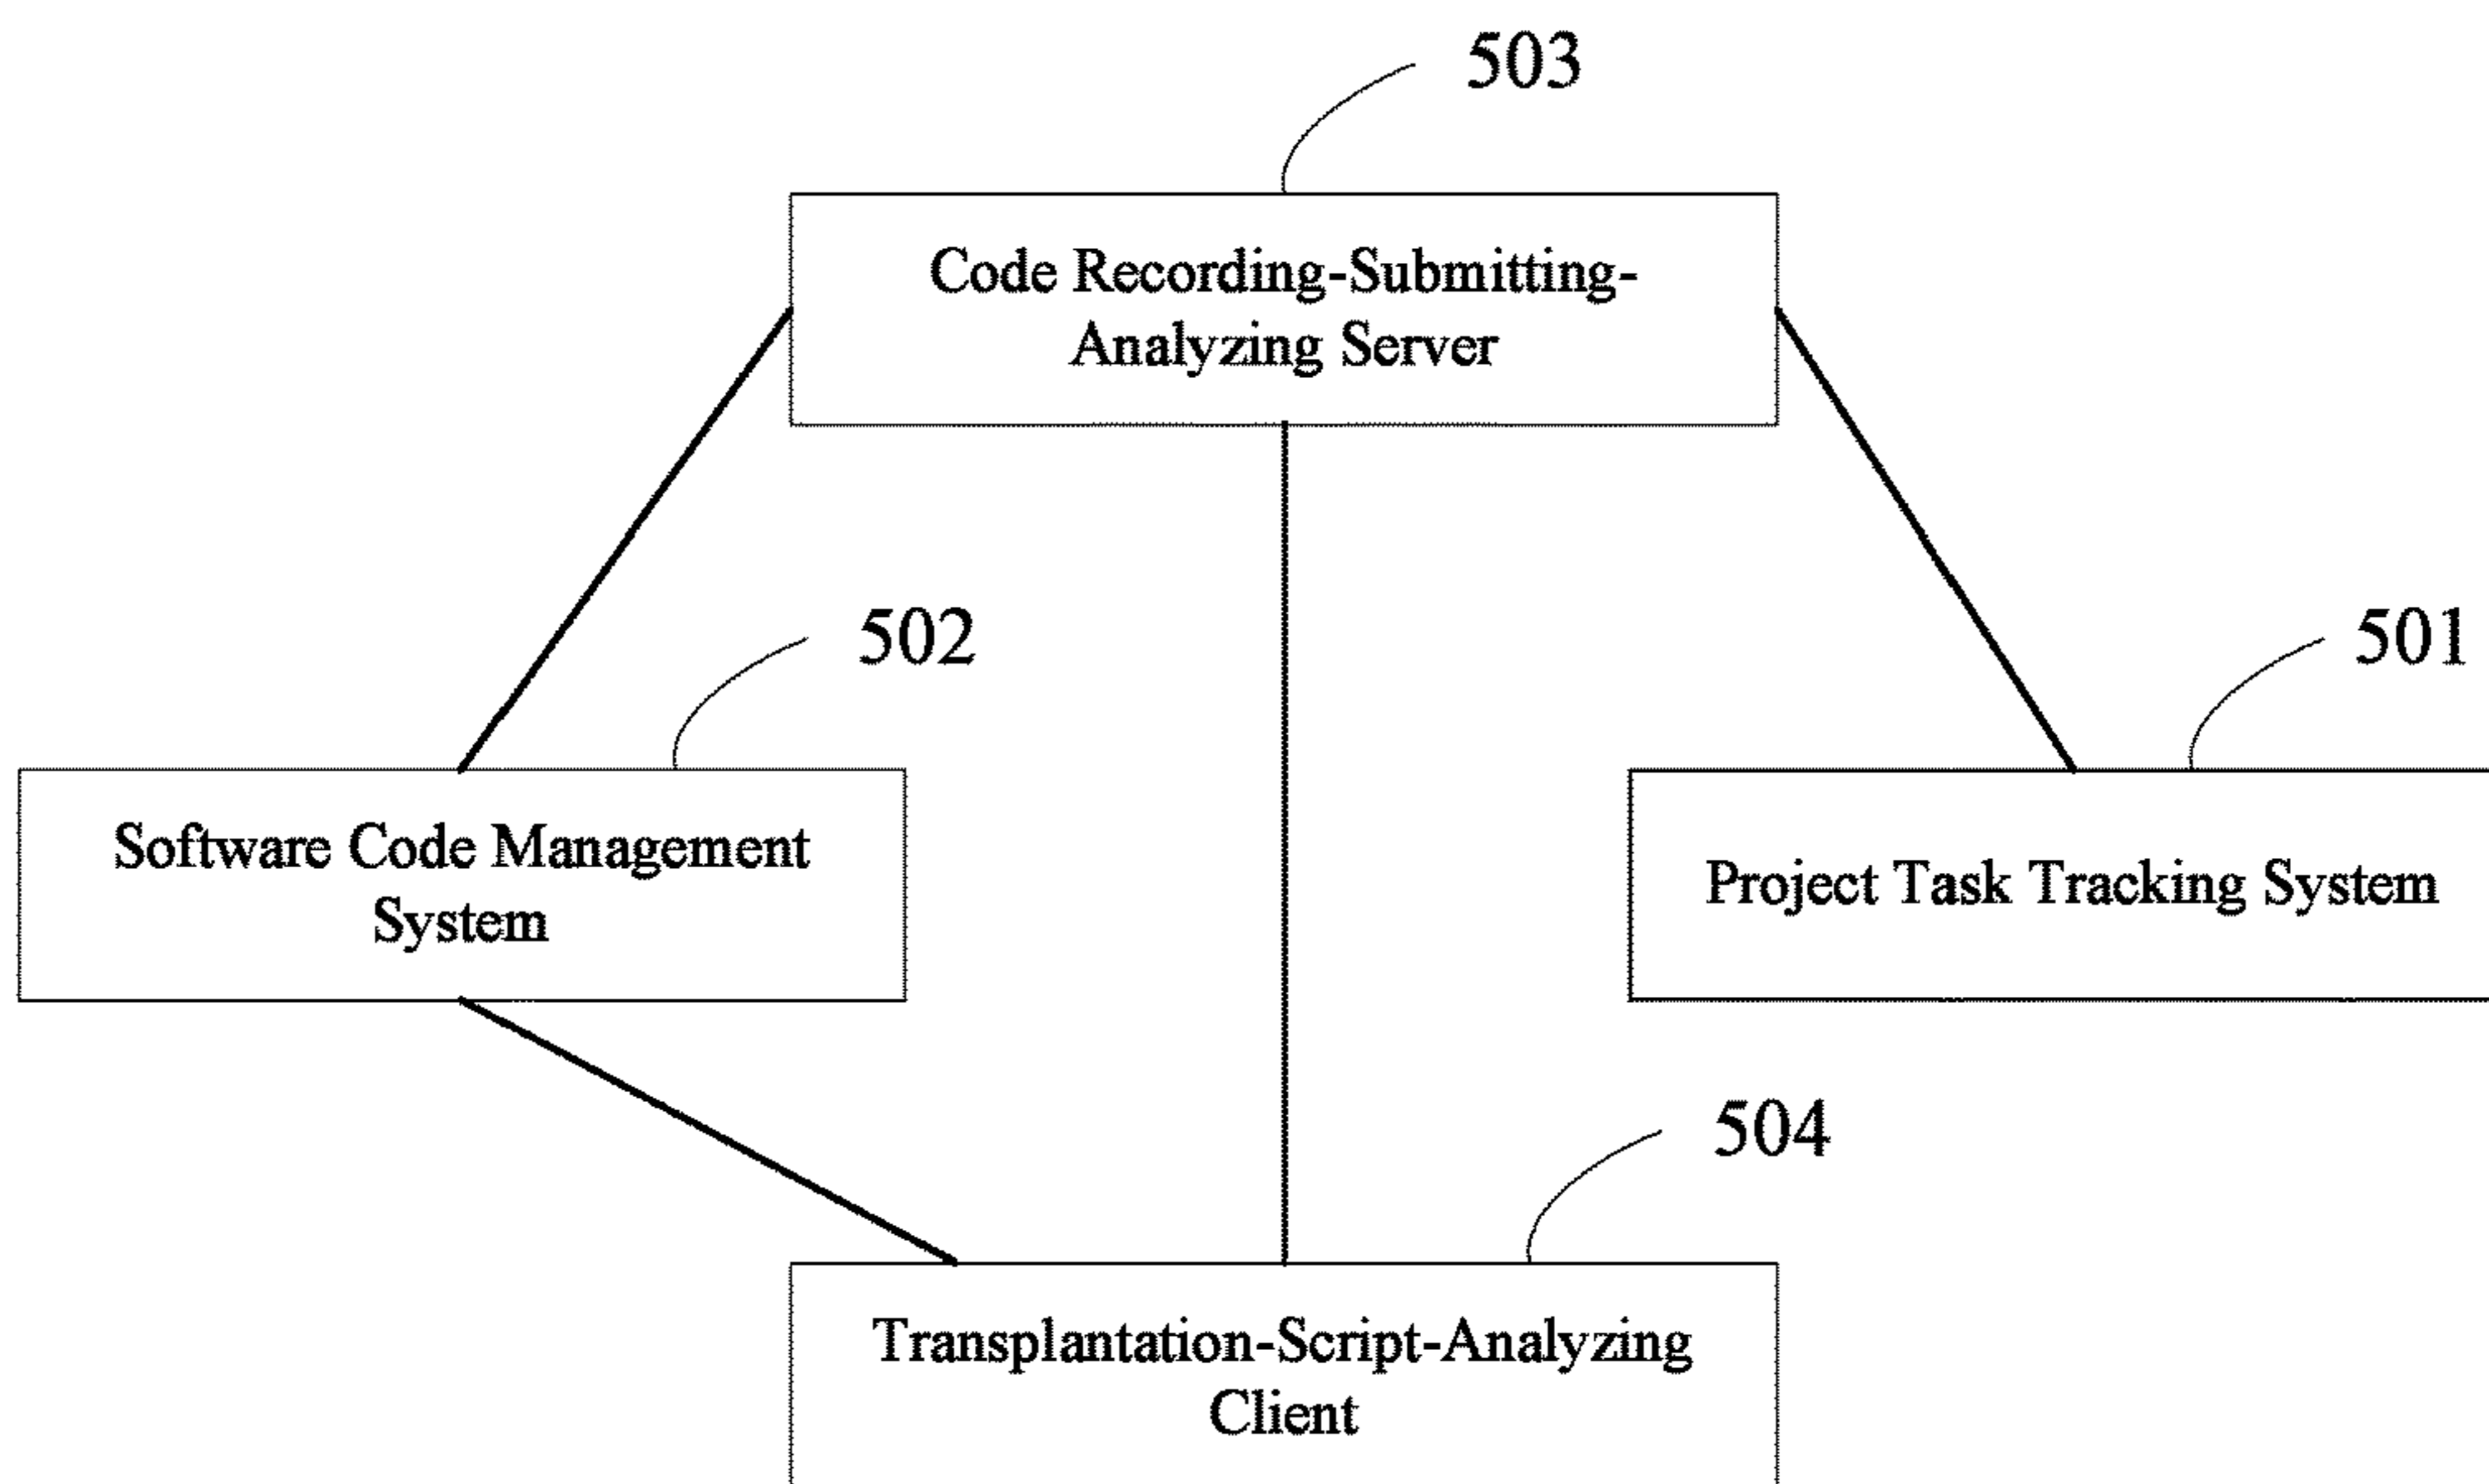 503
Code Recording-Submitting-
Analyzing Server
502
501
Software Code Management
System
Project Task Tracking System
504
Transplantation-Script-Analyzing
Client